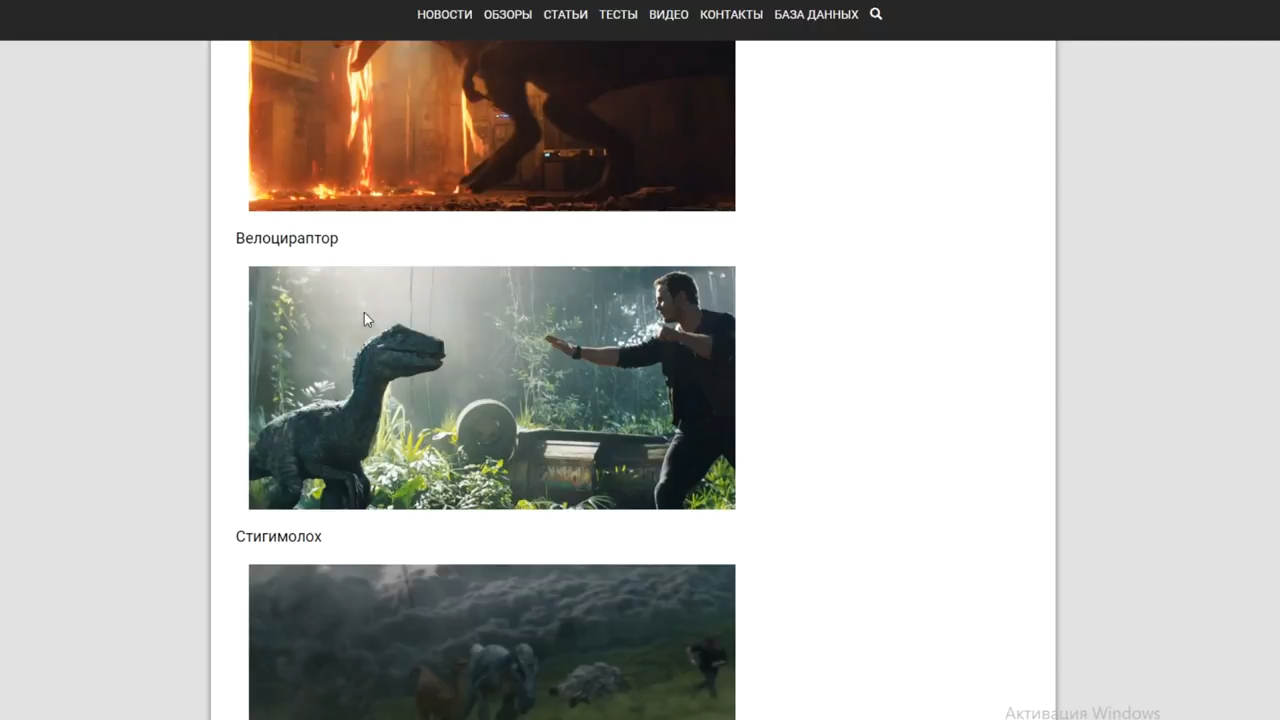 НОВОСТИ ОБЗОРЫ СТАТЬИ ТЕСТЫ ВИДЕО КОНТАКТЫ БАЗА ДАННЫХ
Велоцираптор
Стигимолох
Активация Windows